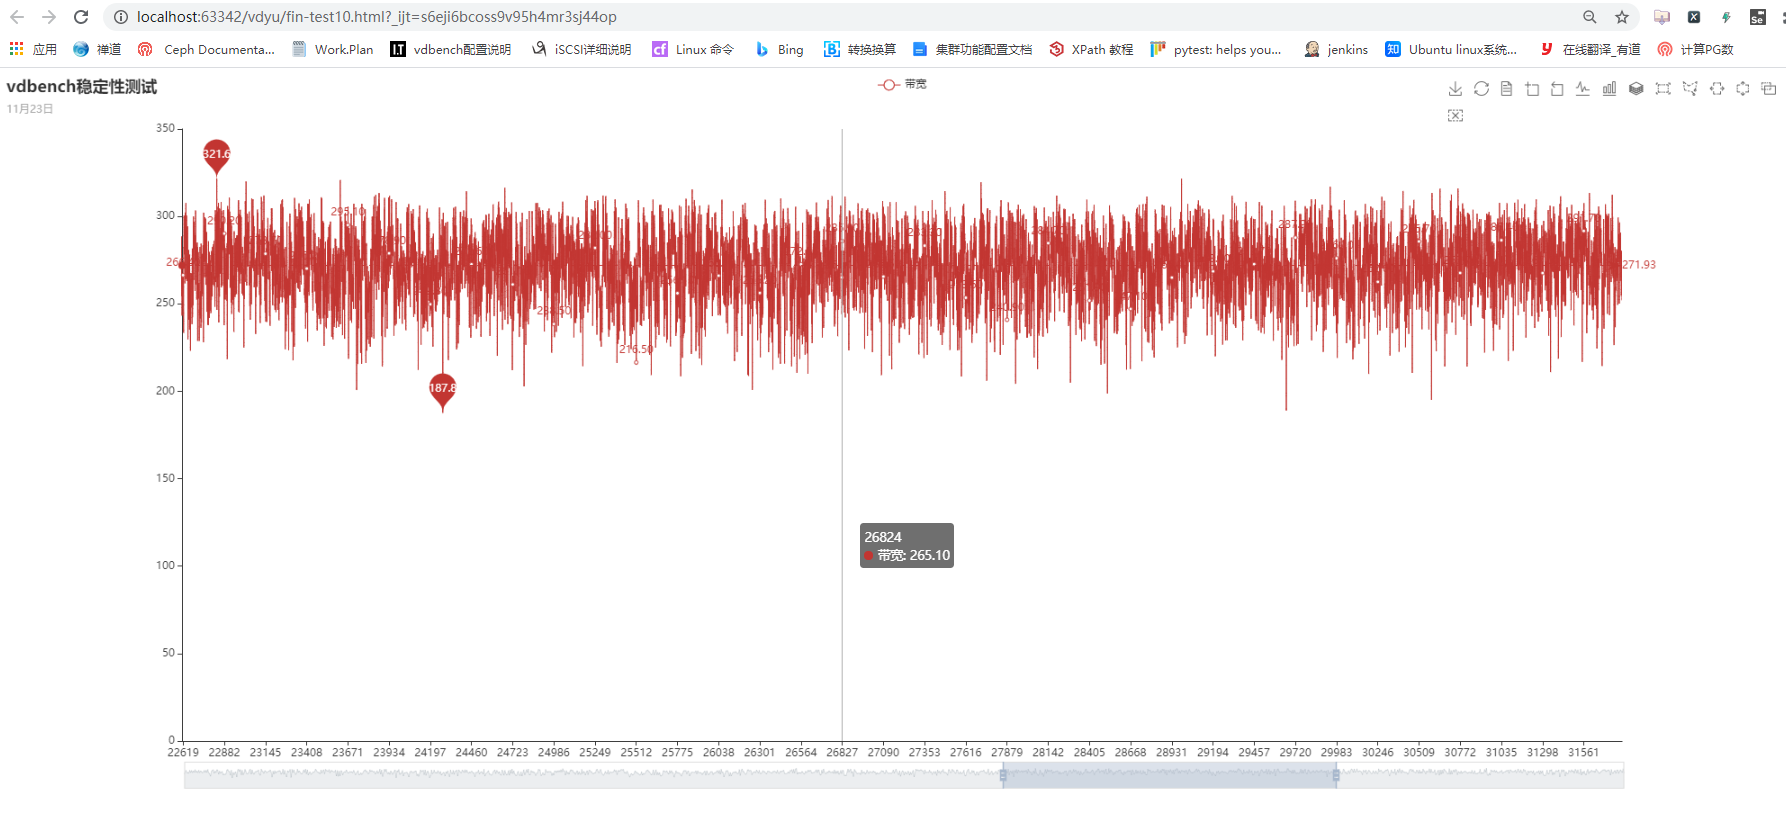 localhost:63342/vdyu/fin-test10.html?_ijt=s6eji6bcoss9v95h4mr3sj44op
应用 禅道 Ceph Documenta... Work.Plan vdbench配置说明 iSCSI详细说明 Linux 命令 Bing 转换换算 集群功能配置文档 XPath 教程 pytest: helps you... jenkins Ubuntu linux系统... 在线翻译_有道 计算PG数
vdbench稳定性测试
11月23日
带宽
350
321.6
300
295.10
271.93
250
216.50
200
187.8
150
26824
带宽: 265.10
100
50
0
22619 22882 23145 23408 23671 23934 24197 24460 24723 24986 25249 25512 25775 26038 26301 26564 26827 27090 27353 27616 27879 28142 28405 28668 28931 29194 29457 29720 29983 30246 30509 30772 31035 31298 31561